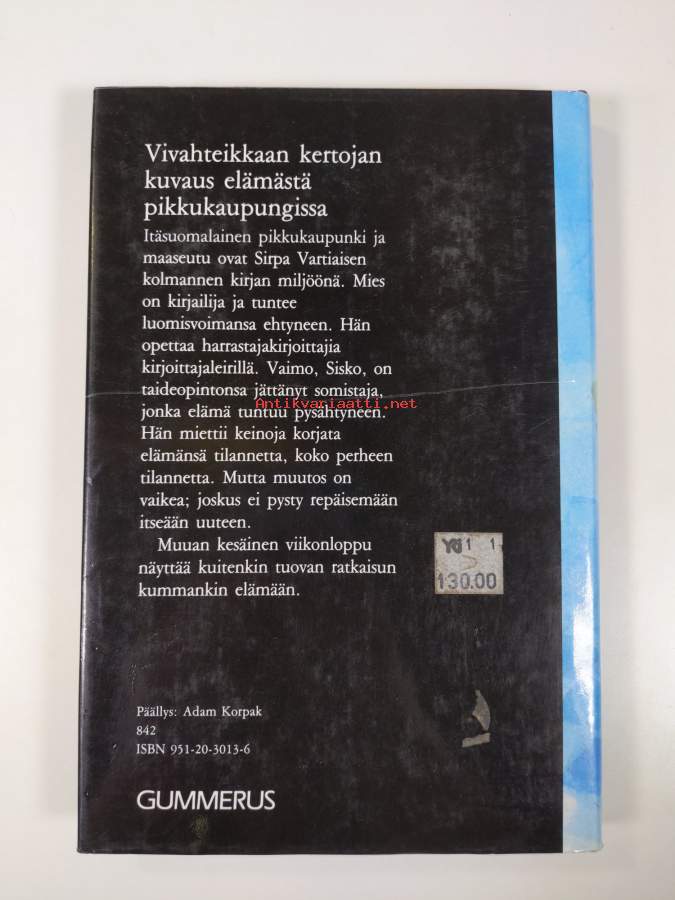 Vivahteikkaan kertojan
kuvaus elämästä
pikkukaupungissa
Itäsuomalainen pikkukaupunki ja
maaseutu ovat Sirpa Vartiaisen
kolmannen kirjan miljöönä. Mies
on kirjailija ja tuntee
luomisvoimansa ehtyneen. Hän
opettaa harrastajakirjoittajia
kirjoittajaleirillä. Vaimo, Sisko, on
taideopintonsa jättänyt somistaja,
jonka elämä tuntuu pysähtyneen.
Antikvariaatti.net
Hän miettii keinoja korjata
elämänsä tilannetta, koko perheen
tilannetta. Mutta muutos on
vaikea; joskus ei pysty repäisemään
itseään uuteen.
Muuan kesäinen viikonloppu
näyttää kuitenkin tuovan ratkaisun
kummankin elämään.
1 1
130.00
Päällys: Adam Korpak
842
ISBN 951-20-3013-6
GUMMERUS